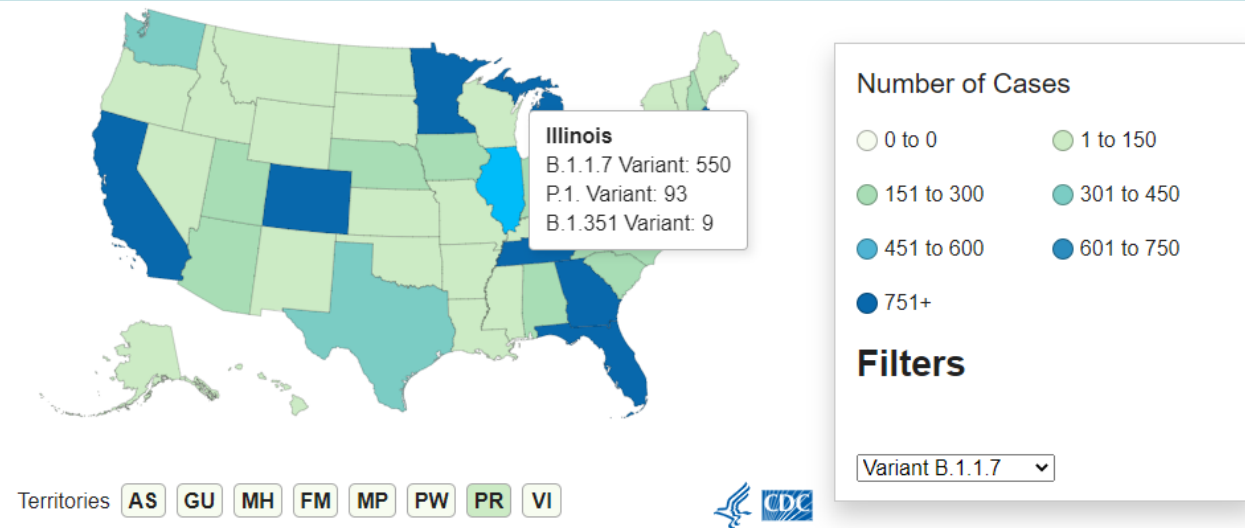 Number of Cases
0 to 0
1 to 150
151 to 300
301 to 450
451 to 600
601 to 750
751+
Filters
Variant B.1.1.7
Illinois
B.1.1.7 Variant: 550
P.1. Variant: 93
B.1.351 Variant: 9
Territories AS GU MH FM MP PW PR VI
CDC